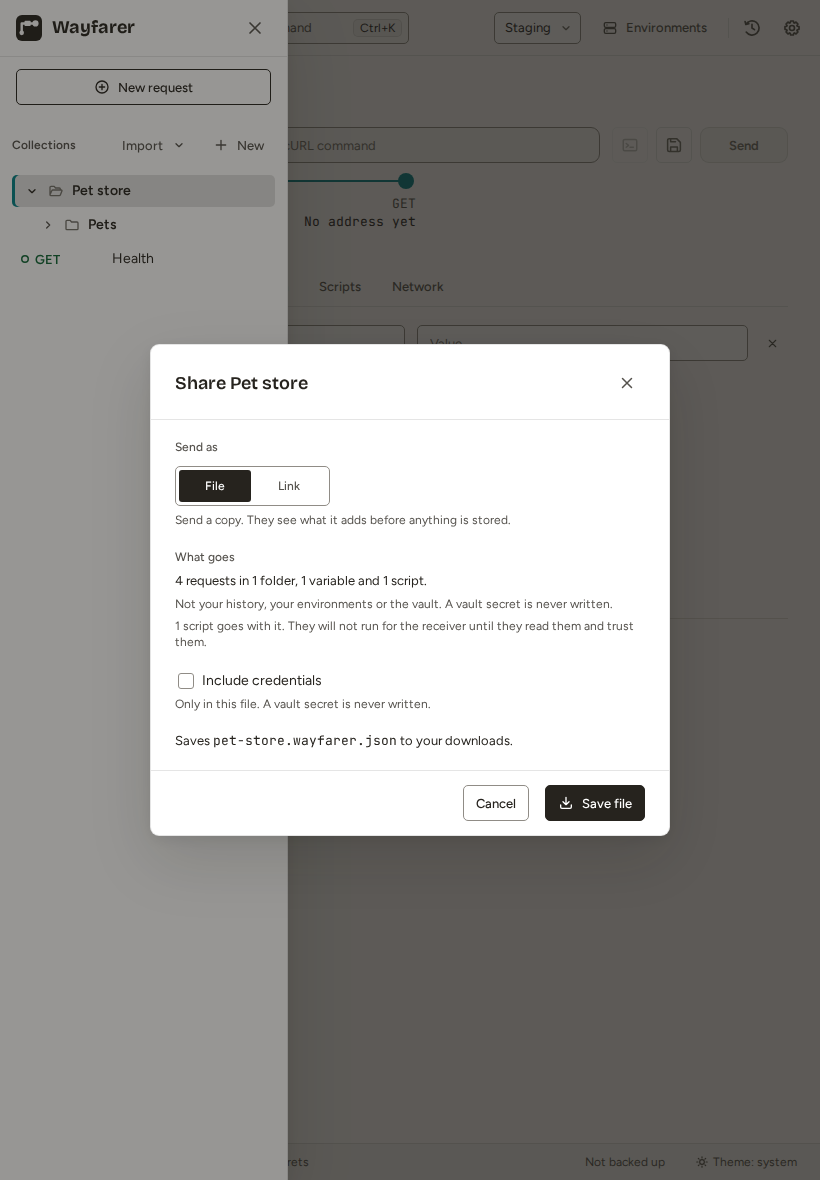 Wayfarer
Ctrl+K
Staging
Environments
New request
Collections
Import
New
cURL command
Send
Pet store
GET
No address yet
Pets
GET
Health
Scripts
Network
Share Pet store
Send as
File
Link
Send a copy. They see what it adds before anything is stored.
What goes
4 requests in 1 folder, 1 variable and 1 script.
Not your history, your environments or the vault. A vault secret is never written.
1 script goes with it. They will not run for the receiver until they read them and trust
them.
Include credentials
Only in this file. A vault secret is never written.
Saves pet-store.wayfarer.json to your downloads.
Cancel
Save file
Not backed up
Theme: system